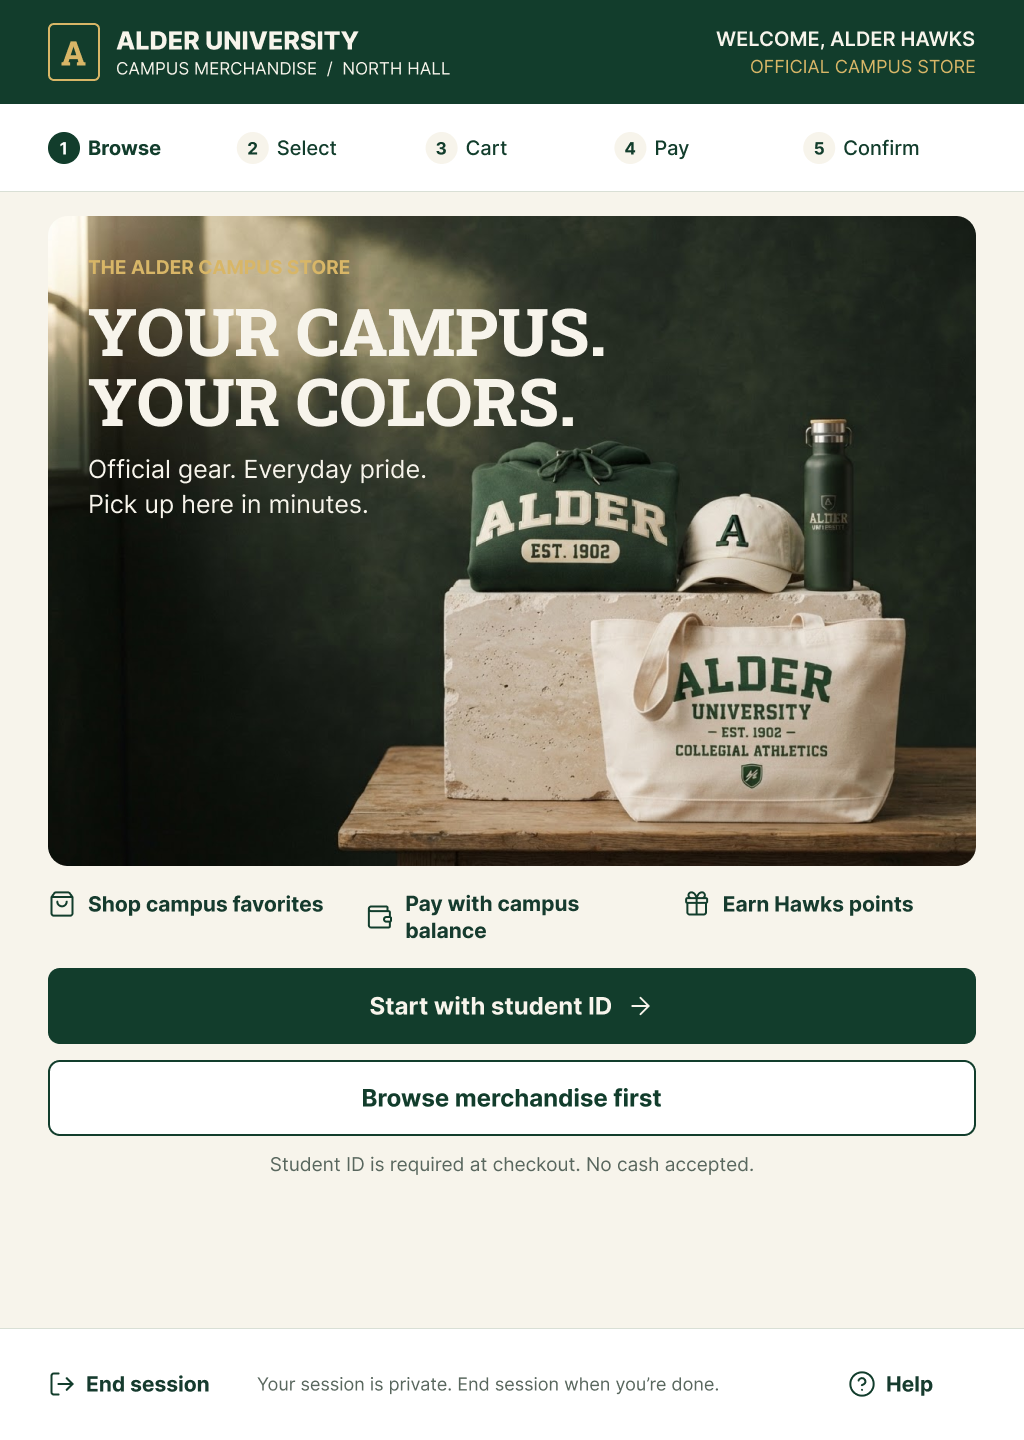 A
ALDER UNIVERSITY
CAMPUS MERCHANDISE / NORTH HALL
WELCOME, ALDER HAWKS
OFFICIAL CAMPUS STORE
1 Browse
2 Select
3 Cart
4 Pay
5 Confirm
THE ALDER CAMPUS STORE
YOUR CAMPUS.
YOUR COLORS.
Official gear. Everyday pride.
Pick up here in minutes.
ALDER
EST. 1902
A
ALDER
UNIVERSITY
ALDER
UNIVERSITY
– EST. 1902 –
COLLEGIAL ATHLETICS
Shop campus favorites
Pay with campus
balance
Earn Hawks points
Start with student ID →
Browse merchandise first
Student ID is required at checkout. No cash accepted.
End session
Your session is private. End session when you’re done.
Help